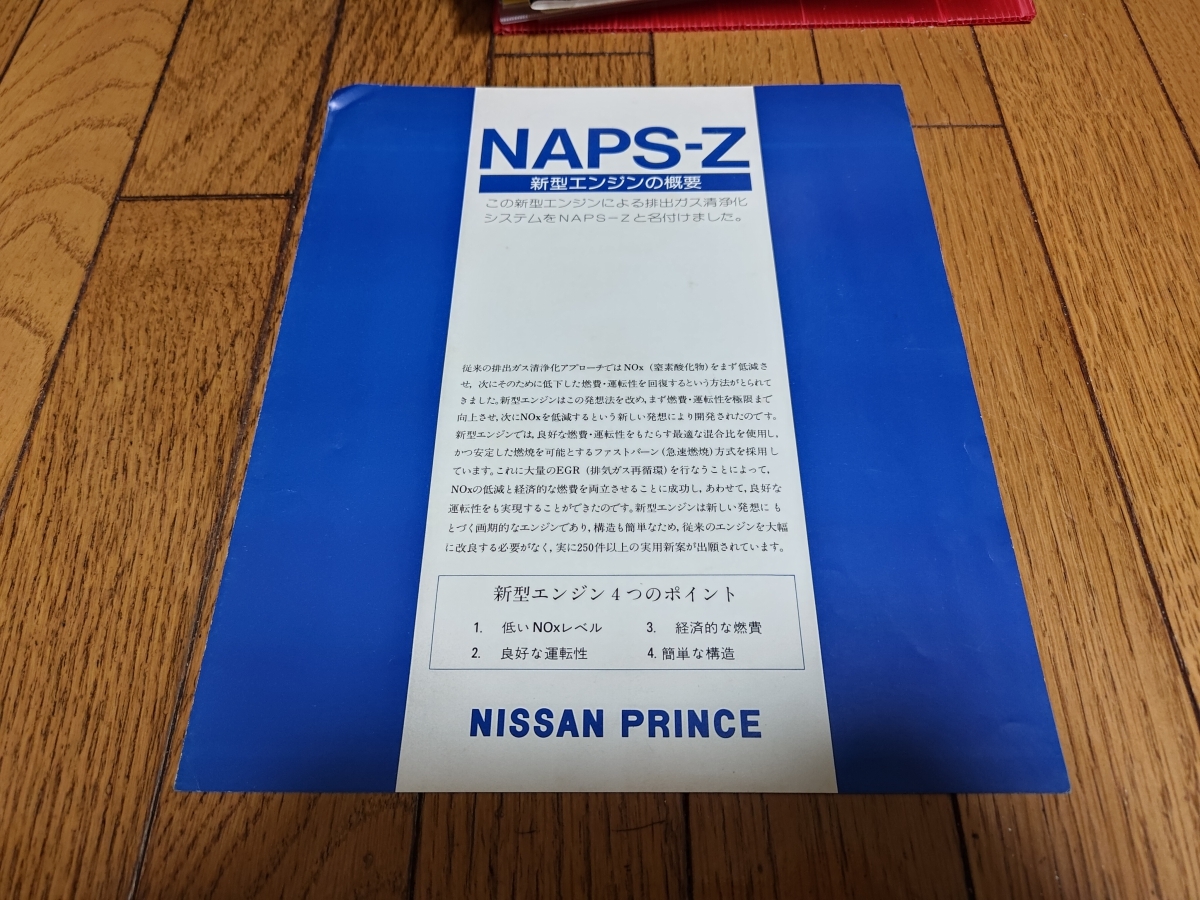 NAPS-Z
新型エンジンの概要
この新型エンジンによる排出ガス清浄化
システムをNAPS-Zと名付けました。
従来の排出ガス清浄化アプローチではNOx（窒素酸化物）をまず低減さ
せ，次にそのために低下した燃費・運転性を回復するという方法がとられて
きました。新型エンジンはこの発想法を改め，まず燃費・運転性を極限まで
向上させ，次にNOxを低減するという新しい発想により開発されたのです。
新型エンジンでは，良好な燃費・運転性をもたらす最適な混合比を使用し，
かつ安定した燃焼を可能とするファストバーン（急速燃焼）方式を採用し
ています。これに大量のEGR（排気ガス再循環）を行なうことによって，
NOxの低減と経済的な燃費を両立させることに成功し，あわせて，良好な
運転性をも実現することができたのです。新型エンジンは新しい発想にも
とづく画期的なエンジンであり，構造も簡単なため，従来のエンジンを大幅
に改良する必要がなく，実に250件以上の実用新案が出願されています。
新型エンジン4つのポイント
1. 低いNOxレベル 3. 経済的な燃費
2. 良好な運転性 4. 簡単な構造
NISSAN PRINCE